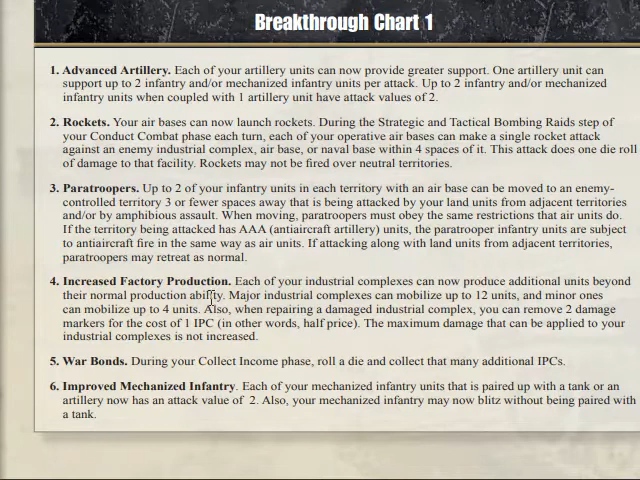 Breakthrough Chart 1
1. Advanced Artillery. Each of your artillery units can now provide greater support. One artillery unit can
support up to 2 infantry and/or mechanized infantry units per attack. Up to 2 infantry and/or mechanized
infantry units when coupled with 1 artillery unit have attack values of 2.
2. Rockets. Your air bases can now launch rockets. During the Strategic and Tactical Bombing Raids step of
your Conduct Combat phase each turn, each of your operative air bases can make a single rocket attack
against an enemy industrial complex, air base, or naval base within 4 spaces of it. This attack does one die roll
of damage to that facility. Rockets may not be fired over neutral territories.
3. Paratroopers. Up to 2 of your infantry units in each territory with an air base can be moved to an enemy-
controlled territory 3 or fewer spaces away that is being attacked by your land units from adjacent territories
and/or by amphibious assault. When moving, paratroopers must obey the same restrictions that air units do.
If the territory being attacked has AAA (antiaircraft artillery) units, the paratrooper infantry units are subject
to antiaircraft fire in the same way as air units. If attacking along with land units from adjacent territories,
paratroopers may retreat as normal.
4. Increased Factory Production. Each of your industrial complexes can now produce additional units beyond
their normal production ability. Major industrial complexes can mobilize up to 12 units, and minor ones
can mobilize up to 4 units. Also, when repairing a damaged industrial complex, you can remove 2 damage
markers for the cost of 1 IPC (in other words, half price). The maximum damage that can be applied to your
industrial complexes is not increased.
5. War Bonds. During your Collect Income phase, roll a die and collect that many additional IPCs.
6. Improved Mechanized Infantry. Each of your mechanized infantry units that is paired up with a tank or an
artillery now has an attack value of 2. Also, your mechanized infantry may now blitz without being paired with
a tank.